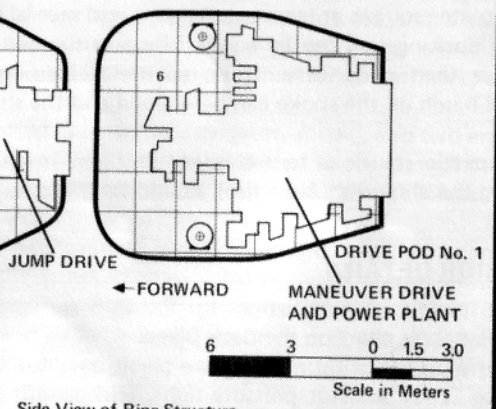 6
JUMP DRIVE
DRIVE POD No. 1
←FORWARD
MANEUVER DRIVE
AND POWER PLANT
6 3 0 1.5 3.0
Scale in Meters
Side View of Ring Structure